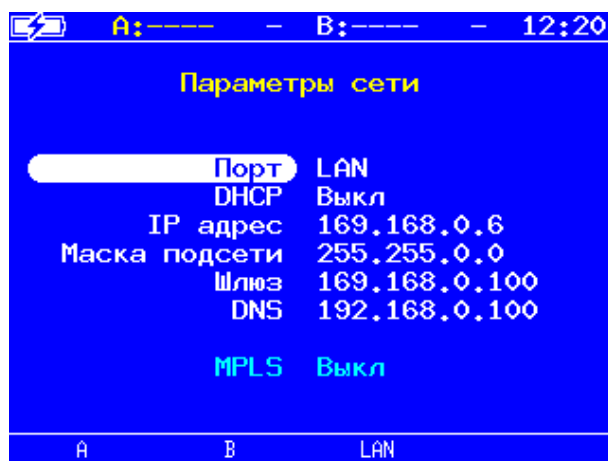 A:---- - B:---- - 12:20
Параметры сети
Порт LAN
DHCP Выкл
IP адрес 169.168.0.6
Маска подсети 255.255.0.0
Шлюз 169.168.0.100
DNS 192.168.0.100
MPLS Выкл
A B LAN